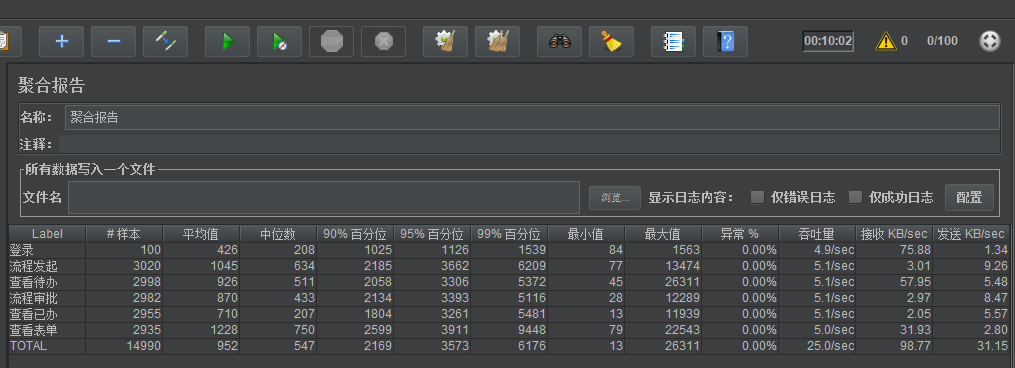 STOP
00:10:02 0 0/100
聚合报告
名称： 聚合报告
注释：
所有数据写入一个文件
文件名 浏览... 显示日志内容： 仅错误日志 仅成功日志 配置
Label # 样本 平均值 中位数 90% 百分位 95% 百分位 99% 百分位 最小值 最大值 异常 % 吞吐量 接收 KB/sec 发送 KB/sec
登录 100 426 208 1025 1126 1539 84 1563 0.00% 4.9/sec 75.88 1.34
流程发起 3020 1045 634 2185 3662 6209 77 13474 0.00% 5.1/sec 3.01 9.26
查看待办 2998 926 511 2058 3306 5372 45 26311 0.00% 5.1/sec 57.95 5.48
流程审批 2982 870 433 2134 3393 5116 28 12289 0.00% 5.1/sec 2.97 8.47
查看已办 2955 710 207 1804 3261 5481 13 11939 0.00% 5.1/sec 2.05 5.57
查看表单 2935 1228 750 2599 3911 9448 79 22543 0.00% 5.0/sec 31.93 2.80
TOTAL 14990 952 547 2169 3573 6176 13 26311 0.00% 25.0/sec 98.77 31.15